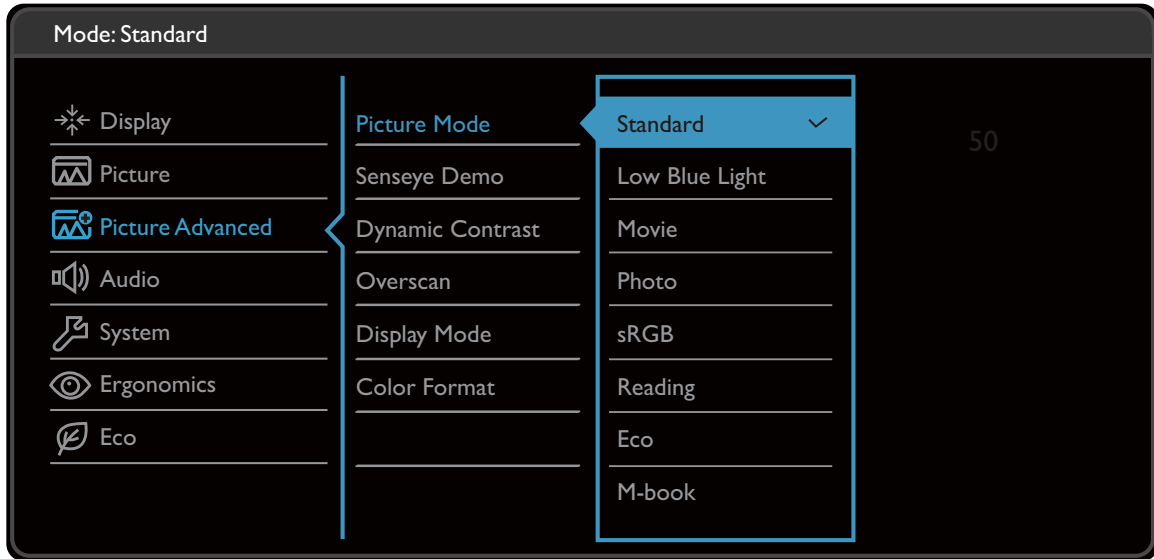 Mode: Standard
Display
Picture
Picture Advanced
Audio
System
Ergonomics
Eco
Picture Mode
Senseye Demo
Dynamic Contrast
Overscan
Display Mode
Color Format
Standard
Low Blue Light
Movie
Photo
sRGB
Reading
Eco
M-book
50